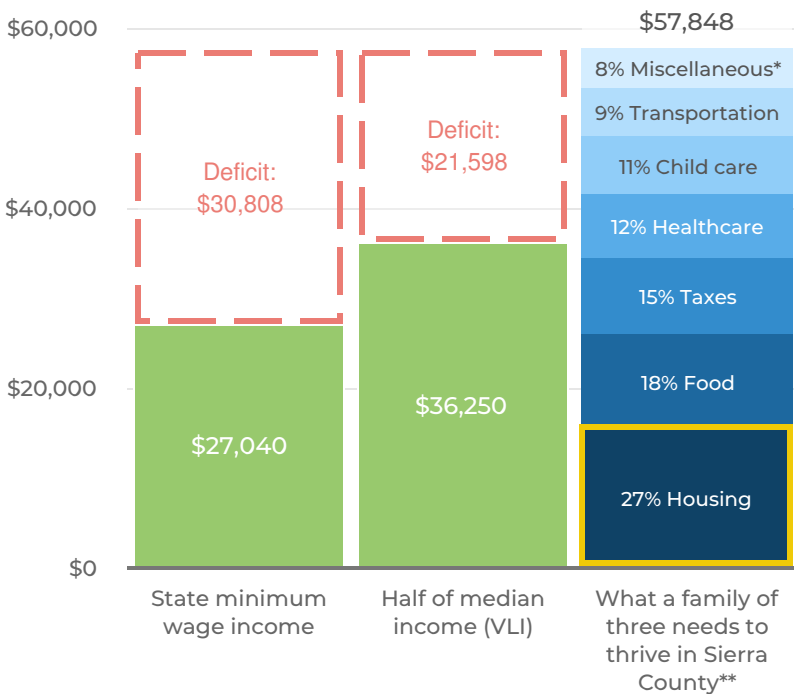 $60,000
$40,000
$20,000
$0
Deficit:
$30,808
$27,040
Deficit:
$21,598
$36,250
$57,848
8% Miscellaneous*
9% Transportation
11% Child care
12% Healthcare
15% Taxes
18% Food
27% Housing
State minimum
wage income
Half of median
income (VLI)
What a family of
three needs to
thrive in Sierra
County**